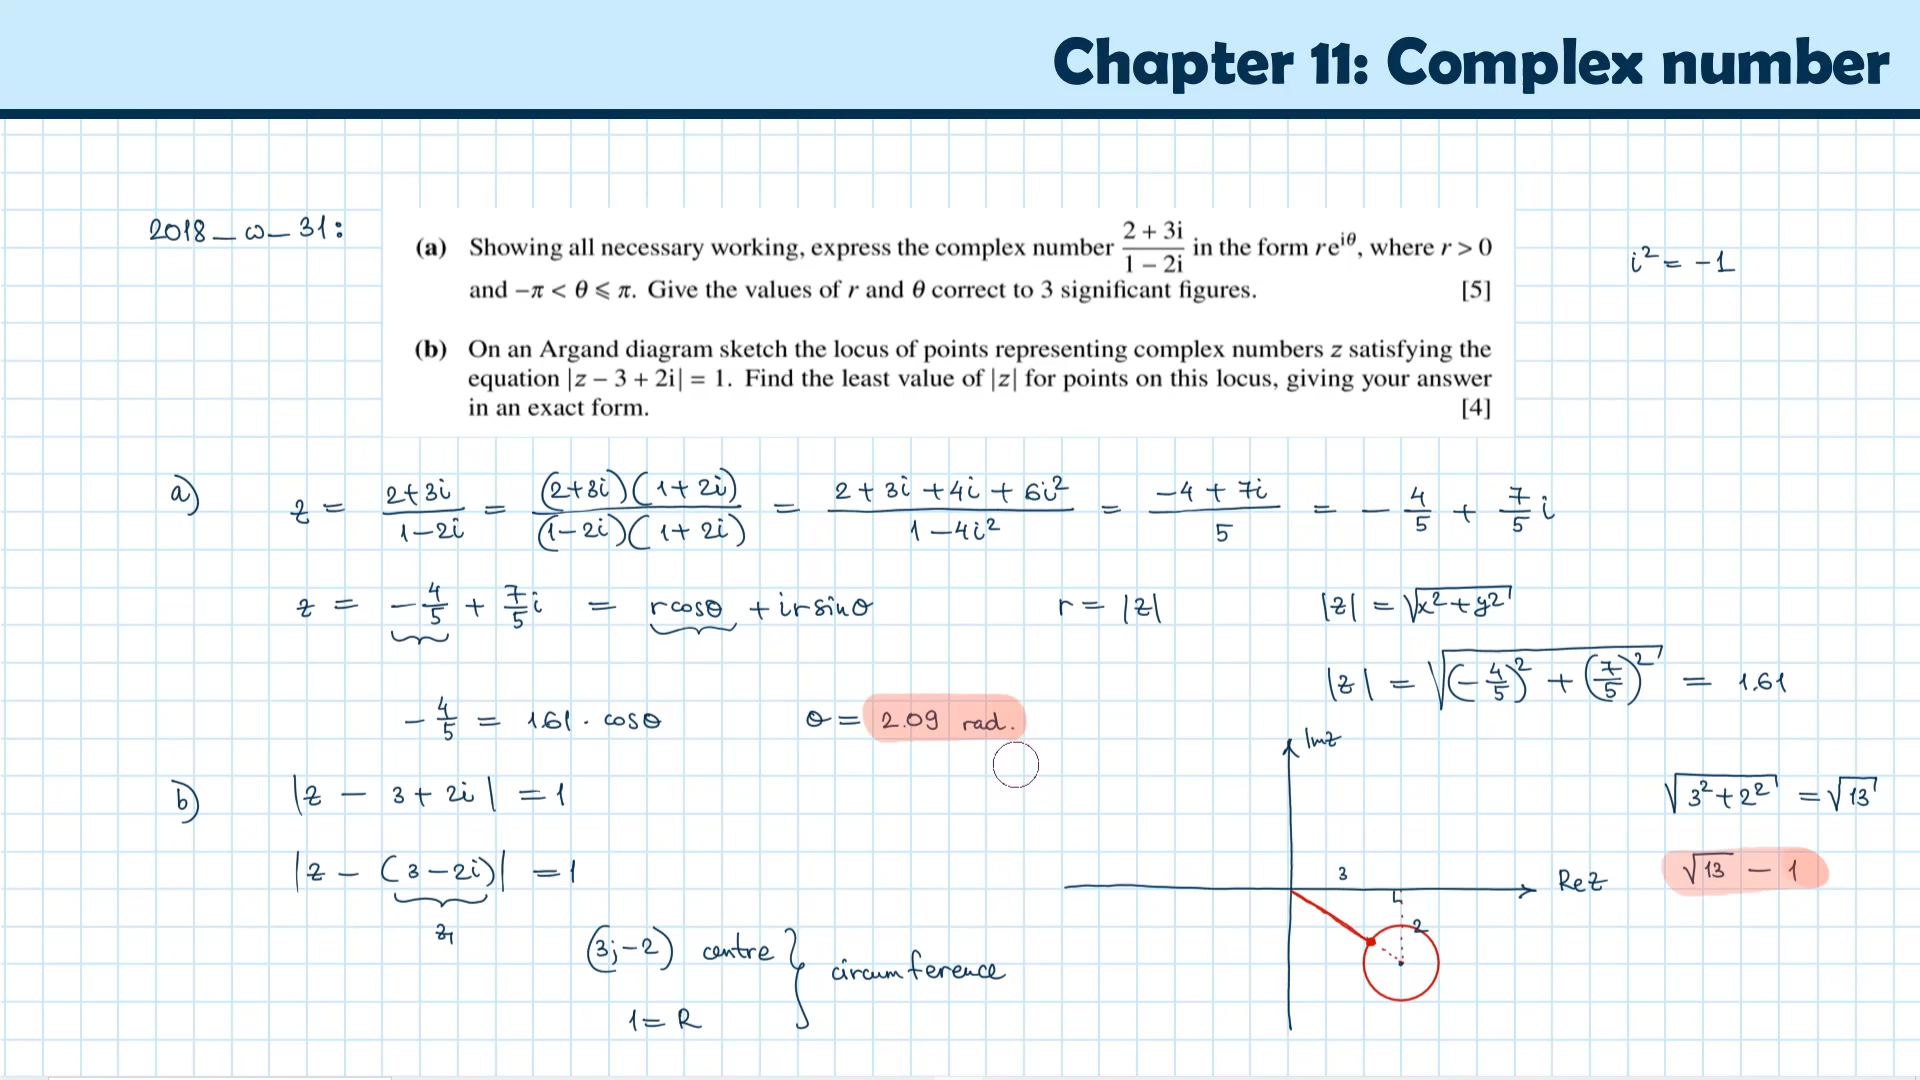 Chapter 11: Complex number
2018_w_31:
(a) Showing all necessary working, express the complex number (2 + 3i)/(1 − 2i) in the form re^{iθ}, where r > 0
and −π < θ ⩽ π. Give the values of r and θ correct to 3 significant figures. [5]
i² = −1
(b) On an Argand diagram sketch the locus of points representing complex numbers z satisfying the
equation |z − 3 + 2i| = 1. Find the least value of |z| for points on this locus, giving your answer
in an exact form. [4]
a) z = (2+3i)/(1−2i) = (2+3i)(1+2i)/(1−2i)(1+2i) = (2+3i+4i+6i²)/(1−4i²) = (−4+7i)/5 = −4/5 + 7/5 i
z = −4/5 + 7/5 i = rcosθ + irsinθ r = |z| |z| = √(x²+y²)
|z| = √((−4/5)² + (7/5)²) = 1.61
−4/5 = 1.61 · cosθ θ = 2.09 rad.
Imz
b) |z − 3 + 2i| = 1
√(3²+2²) = √13
|z − (3−2i)| = 1
z₁
3
Rez
√13 − 1
2
(3;−2) centre } circumference
1 = R